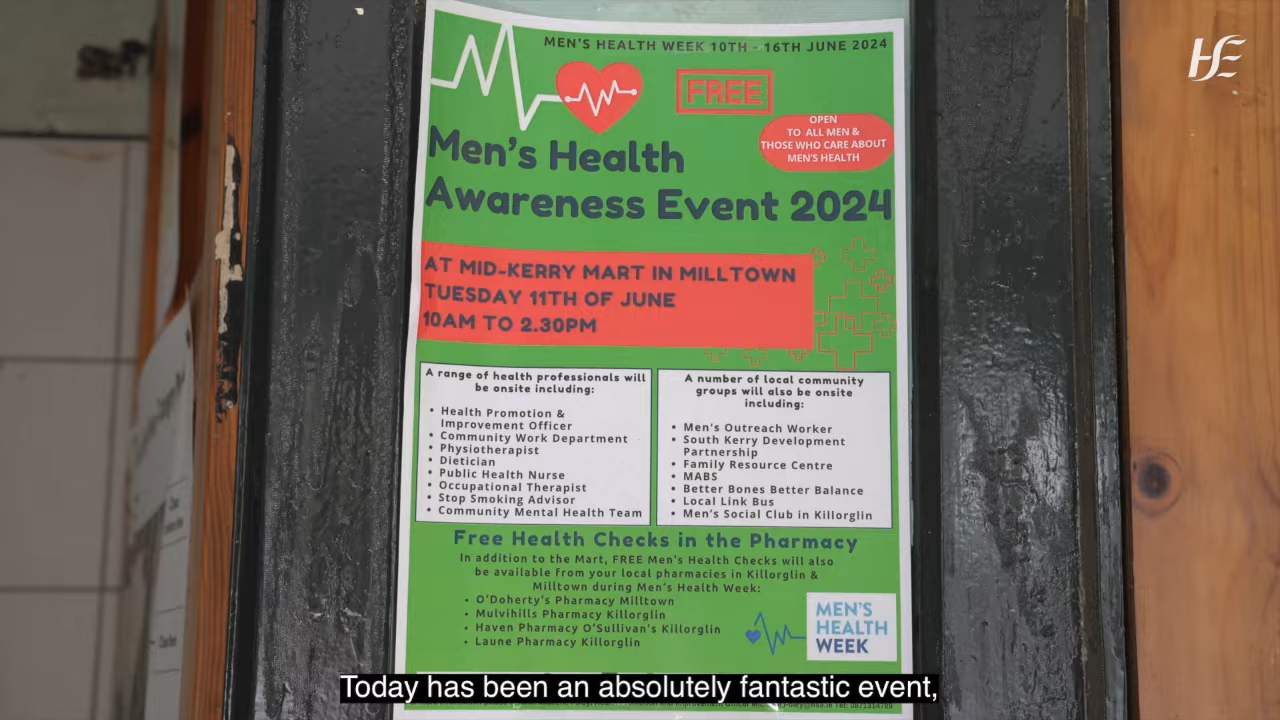 MEN'S HEALTH WEEK 10TH - 16TH JUNE 2024
HSE
FREE
OPEN
TO ALL MEN &
THOSE WHO CARE ABOUT
MEN'S HEALTH
Men's Health
Awareness Event 2024
AT MID-KERRY MART IN MILLTOWN
TUESDAY 11TH OF JUNE
10AM TO 2.30PM
A range of health professionals will
be onsite including:
• Health Promotion &
Improvement Officer
• Community Work Department
• Physiotherapist
• Dietician
• Public Health Nurse
• Occupational Therapist
• Stop Smoking Advisor
• Community Mental Health Team
A number of local community
groups will also be onsite
including:
• Men's Outreach Worker
• South Kerry Development
Partnership
• Family Resource Centre
• MABS
• Better Bones Better Balance
• Local Link Bus
• Men's Social Club in Killorglin
Free Health Checks in the Pharmacy
In addition to the Mart, FREE Men's Health Checks will also
be available from your local pharmacies in Killorglin &
Milltown during Men's Health Week:
• O'Doherty's Pharmacy Milltown
• Mulvihills Pharmacy Killorglin
• Haven Pharmacy O'Sullivan's Killorglin
• Laune Pharmacy Killorglin
MEN'S
HEALTH
WEEK
Today has been an absolutely fantastic event,